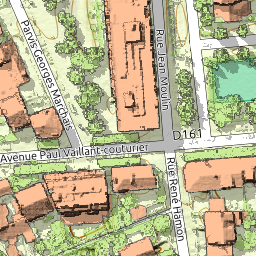 Parvis Georges Marchais
Rue Jean Moulin
D161
Avenue Paul Vaillant-couturier
Rue René Hamon